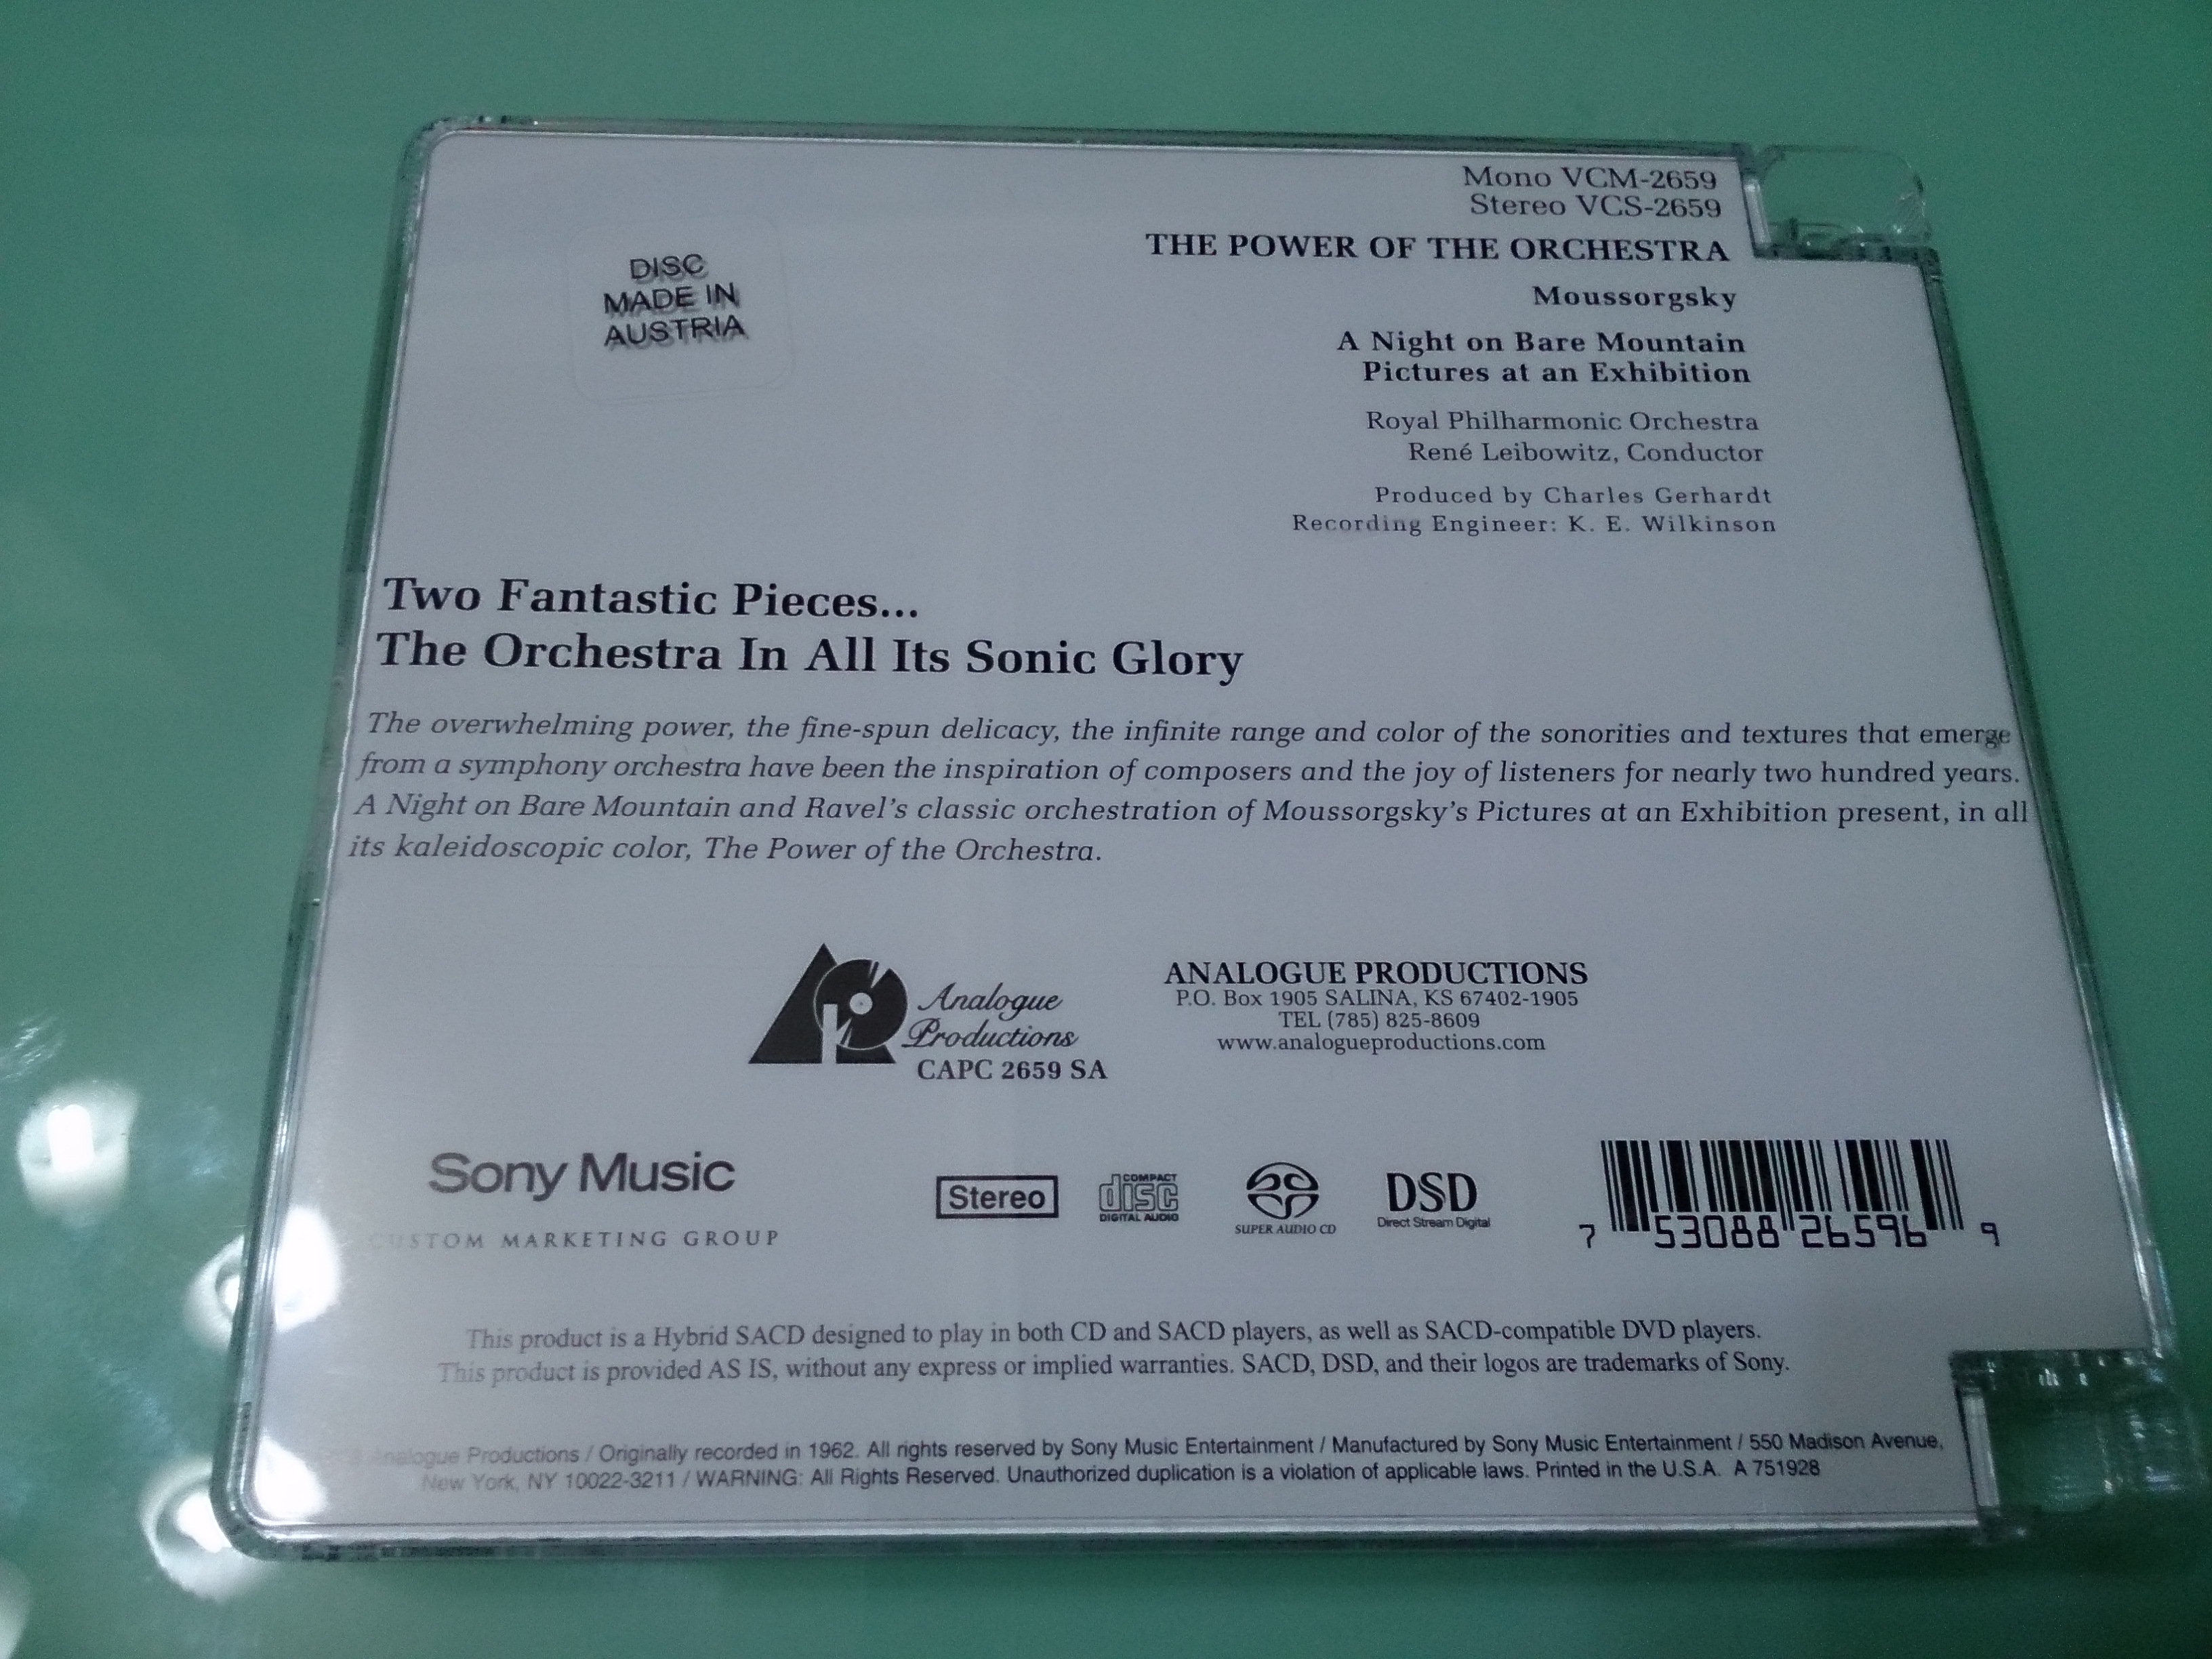 Mono VCM-2659
Stereo VCS-2659
THE POWER OF THE ORCHESTRA
DISC
MADE IN
AUSTRIA
Moussorgsky
A Night on Bare Mountain
Pictures at an Exhibition
Royal Philharmonic Orchestra
René Leibowitz, Conductor
Produced by Charles Gerhardt
Recording Engineer: K. E. Wilkinson
Two Fantastic Pieces...
The Orchestra In All Its Sonic Glory
The overwhelming power, the fine-spun delicacy, the infinite range and color of the sonorities and textures that emerge
from a symphony orchestra have been the inspiration of composers and the joy of listeners for nearly two hundred years.
A Night on Bare Mountain and Ravel's classic orchestration of Moussorgsky's Pictures at an Exhibition present, in all
its kaleidoscopic color, The Power of the Orchestra.
Analogue
Productions
CAPC 2659 SA
ANALOGUE PRODUCTIONS
P.O. Box 1905 SALINA, KS 67402-1905
TEL (785) 825-8609
www.analogueproductions.com
Sony Music
CUSTOM MARKETING GROUP
Stereo
COMPACT
disc
DIGITAL AUDIO
SUPER AUDIO CD
DSD
Direct Stream Digital
7 53088 26596 9
This product is a Hybrid SACD designed to play in both CD and SACD players, as well as SACD-compatible DVD players.
This product is provided AS IS, without any express or implied warranties. SACD, DSD, and their logos are trademarks of Sony.
Analogue Productions / Originally recorded in 1962. All rights reserved by Sony Music Entertainment / Manufactured by Sony Music Entertainment / 550 Madison Avenue,
New York, NY 10022-3211 / WARNING: All Rights Reserved. Unauthorized duplication is a violation of applicable laws. Printed in the U.S.A. A 751928